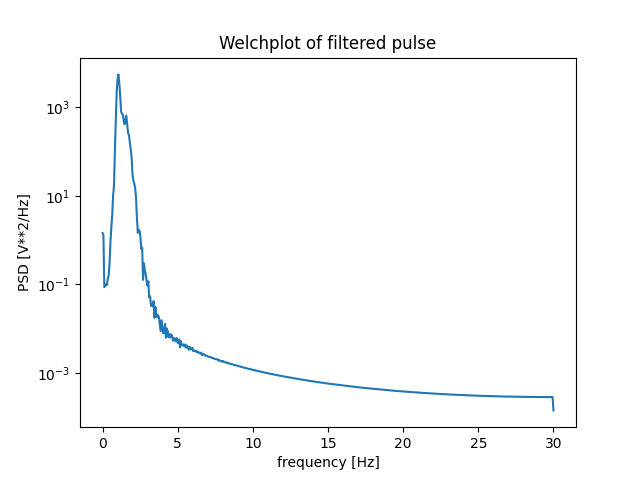 Welchplot of filtered pulse
PSD [V**2/Hz]
10³
10¹
10⁻¹
10⁻³
0 5 10 15 20 25 30
frequency [Hz]